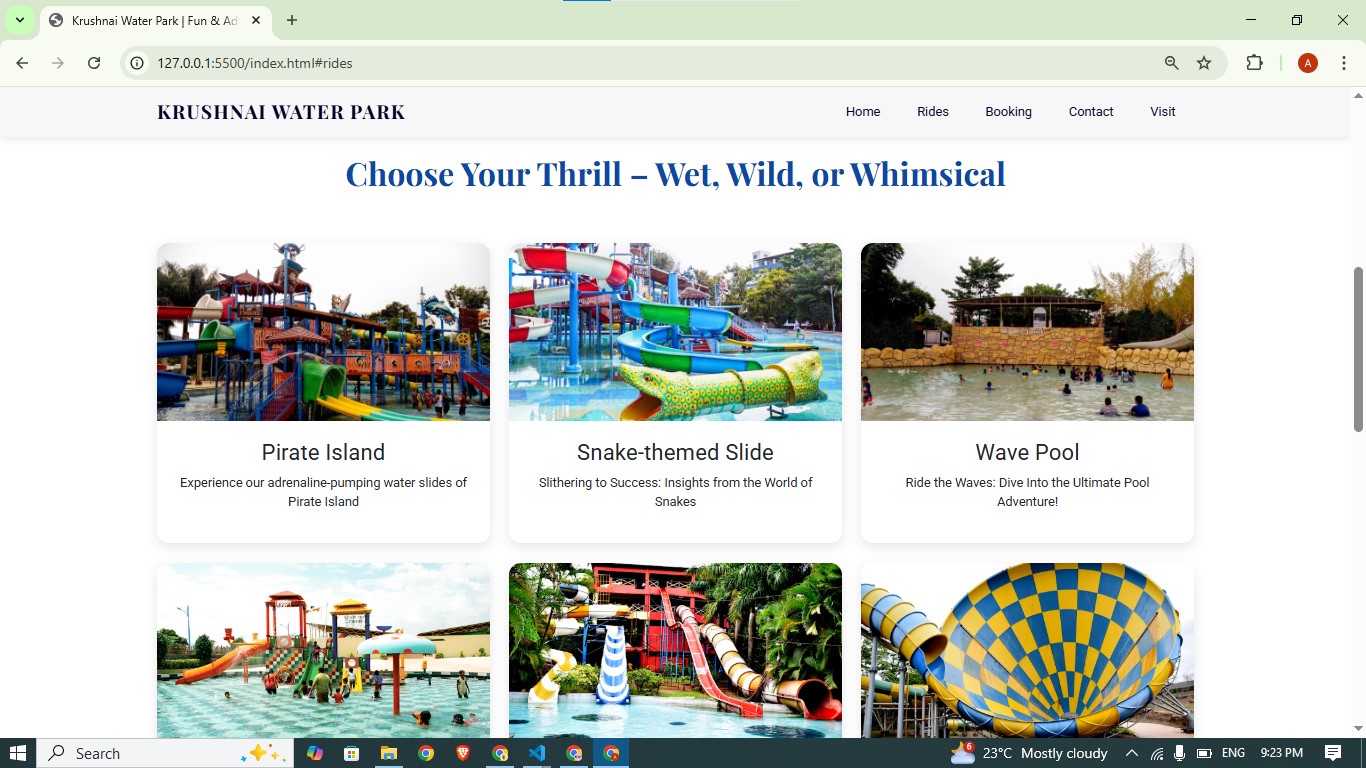 Krushnai Water Park | Fun & Ad
127.0.0.1:5500/index.html#rides
A
KRUSHNAI WATER PARK
Home
Rides
Booking
Contact
Visit
Choose Your Thrill – Wet, Wild, or Whimsical
Pirate Island
Experience our adrenaline-pumping water slides of
Pirate Island
Snake-themed Slide
Slithering to Success: Insights from the World of
Snakes
Wave Pool
Ride the Waves: Dive Into the Ultimate Pool
Adventure!
Search
6
23°C Mostly cloudy
ENG
9:23 PM